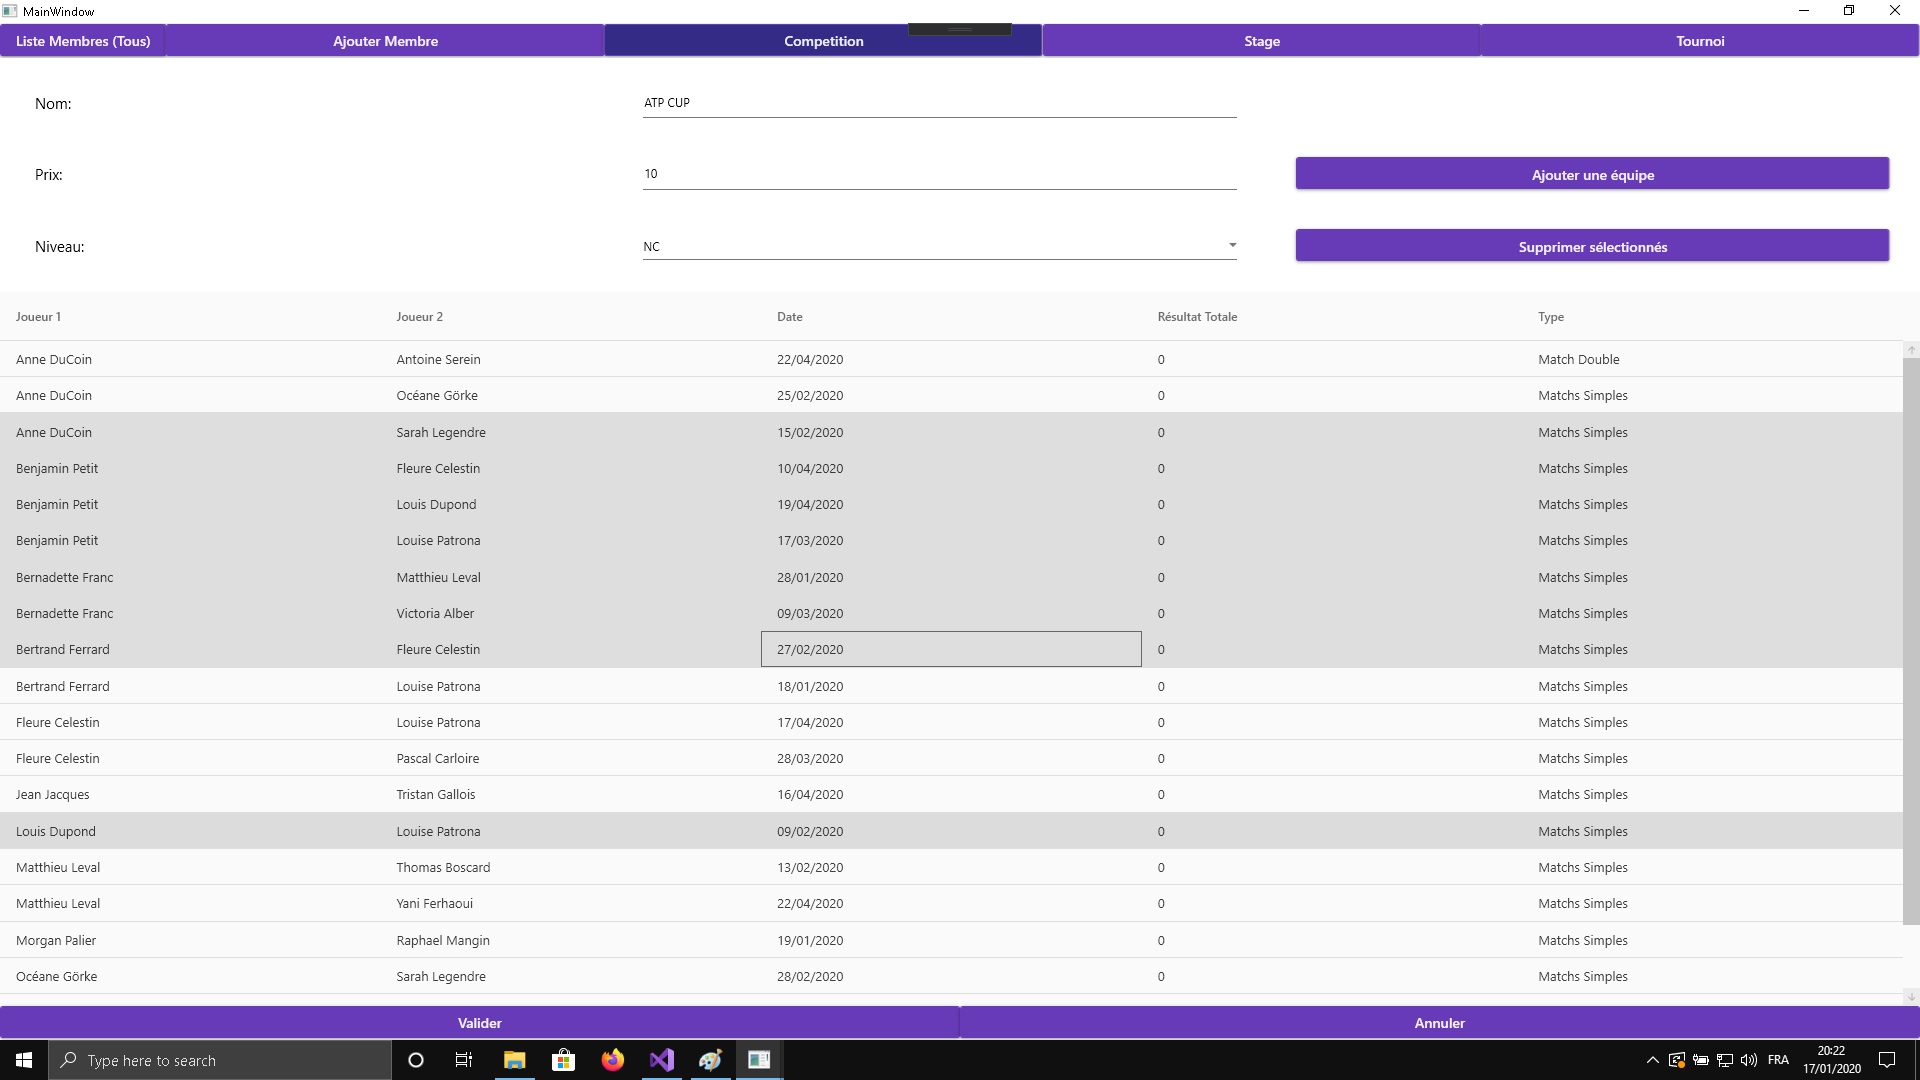 MainWindow
Liste Membres (Tous) Ajouter Membre Competition Stage Tournoi
Nom: ATP CUP
Prix: 10 Ajouter une équipe
Niveau: NC Supprimer sélectionnés
Joueur 1 Joueur 2 Date Résultat Totale Type
Anne DuCoin Antoine Serein 22/04/2020 0 Match Double
Anne DuCoin Océane Görke 25/02/2020 0 Matchs Simples
Anne DuCoin Sarah Legendre 15/02/2020 0 Matchs Simples
Benjamin Petit Fleure Celestin 10/04/2020 0 Matchs Simples
Benjamin Petit Louis Dupond 19/04/2020 0 Matchs Simples
Benjamin Petit Louise Patrona 17/03/2020 0 Matchs Simples
Bernadette Franc Matthieu Leval 28/01/2020 0 Matchs Simples
Bernadette Franc Victoria Alber 09/03/2020 0 Matchs Simples
Bertrand Ferrard Fleure Celestin 27/02/2020 0 Matchs Simples
Bertrand Ferrard Louise Patrona 18/01/2020 0 Matchs Simples
Fleure Celestin Louise Patrona 17/04/2020 0 Matchs Simples
Fleure Celestin Pascal Carloire 28/03/2020 0 Matchs Simples
Jean Jacques Tristan Gallois 16/04/2020 0 Matchs Simples
Louis Dupond Louise Patrona 09/02/2020 0 Matchs Simples
Matthieu Leval Thomas Boscard 13/02/2020 0 Matchs Simples
Matthieu Leval Yani Ferhaoui 22/04/2020 0 Matchs Simples
Morgan Palier Raphael Mangin 19/01/2020 0 Matchs Simples
Océane Görke Sarah Legendre 28/02/2020 0 Matchs Simples
Valider Annuler
Type here to search FRA 20:22
17/01/2020